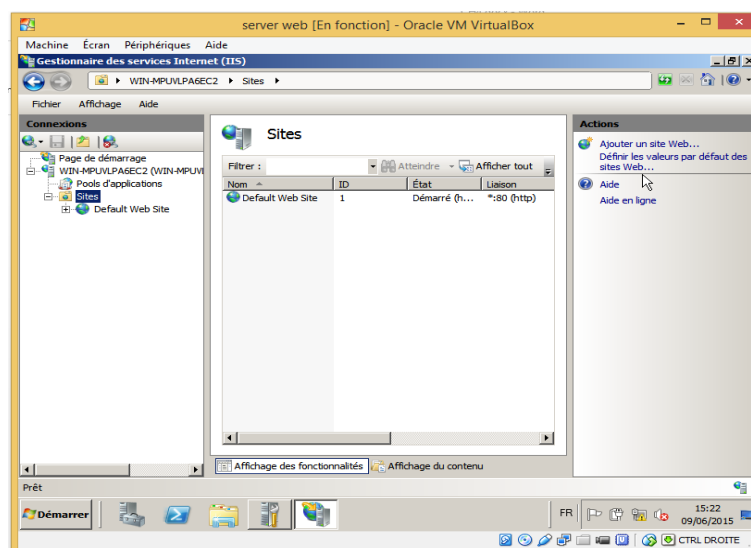 server web [En fonction] - Oracle VM VirtualBox
Machine Écran Périphériques Aide
Gestionnaire des services Internet (IIS)
WIN-MPUVLPA6EC2 Sites
Fichier Affichage Aide
Connexions
Page de démarrage
WIN-MPUVLPA6EC2 (WIN-MPUVI
Pools d'applications
Sites
Default Web Site
Sites
Filtrer :
Atteindre
Afficher tout
Nom ID État Liaison
Default Web Site 1 Démarré (h... *:80 (http)
Affichage des fonctionnalités Affichage du contenu
Actions
Ajouter un site Web...
Définir les valeurs par défaut des
sites Web...
Aide
Aide en ligne
Prêt
Démarrer
FR
15:22
09/06/2015
CTRL DROITE